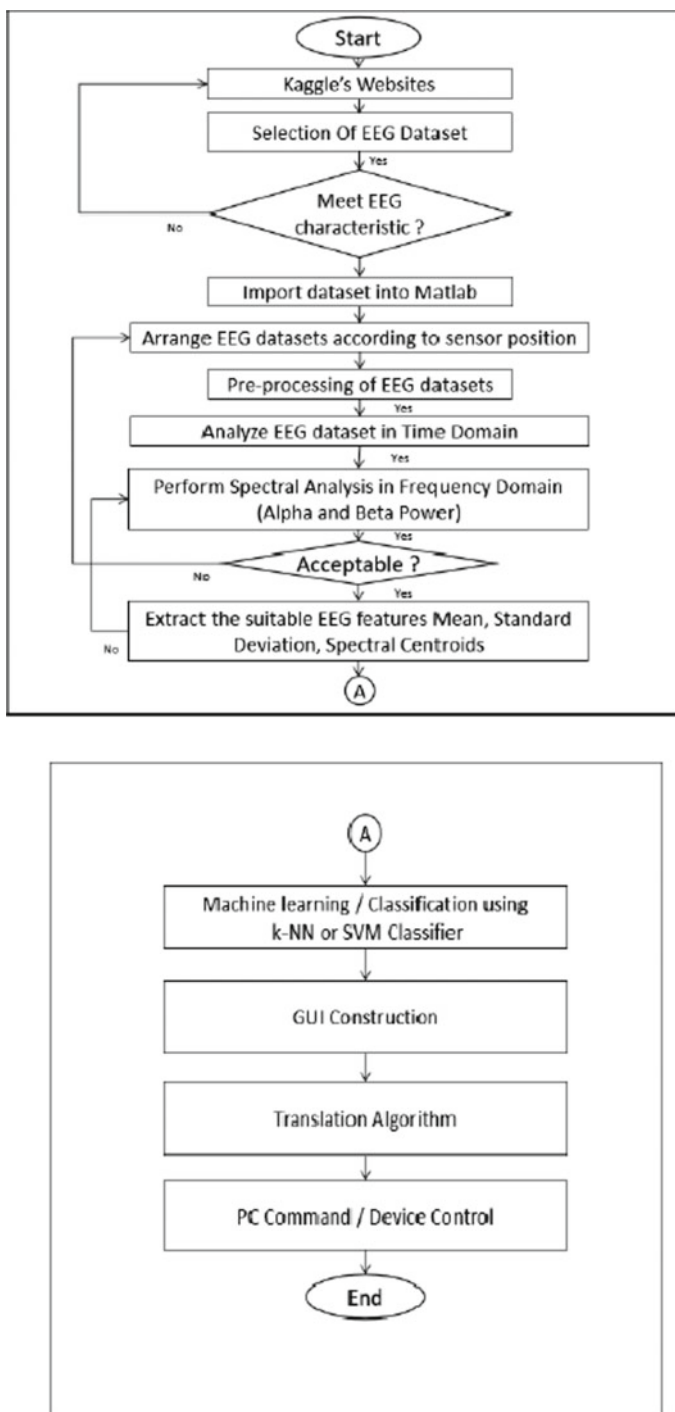 Start
Kaggle's Websites
Selection Of EEG Dataset
Yes
Meet EEG
characteristic ?
No
Import dataset into Matlab
Arrange EEG datasets according to sensor position
Pre-processing of EEG datasets
Yes
Analyze EEG dataset in Time Domain
Yes
Perform Spectral Analysis in Frequency Domain
(Alpha and Beta Power)
Yes
Acceptable ?
No
Yes
Extract the suitable EEG features Mean, Standard
Deviation, Spectral Centroids
No
A
A
Machine learning / Classification using
k-NN or SVM Classifier
GUI Construction
Translation Algorithm
PC Command / Device Control
End